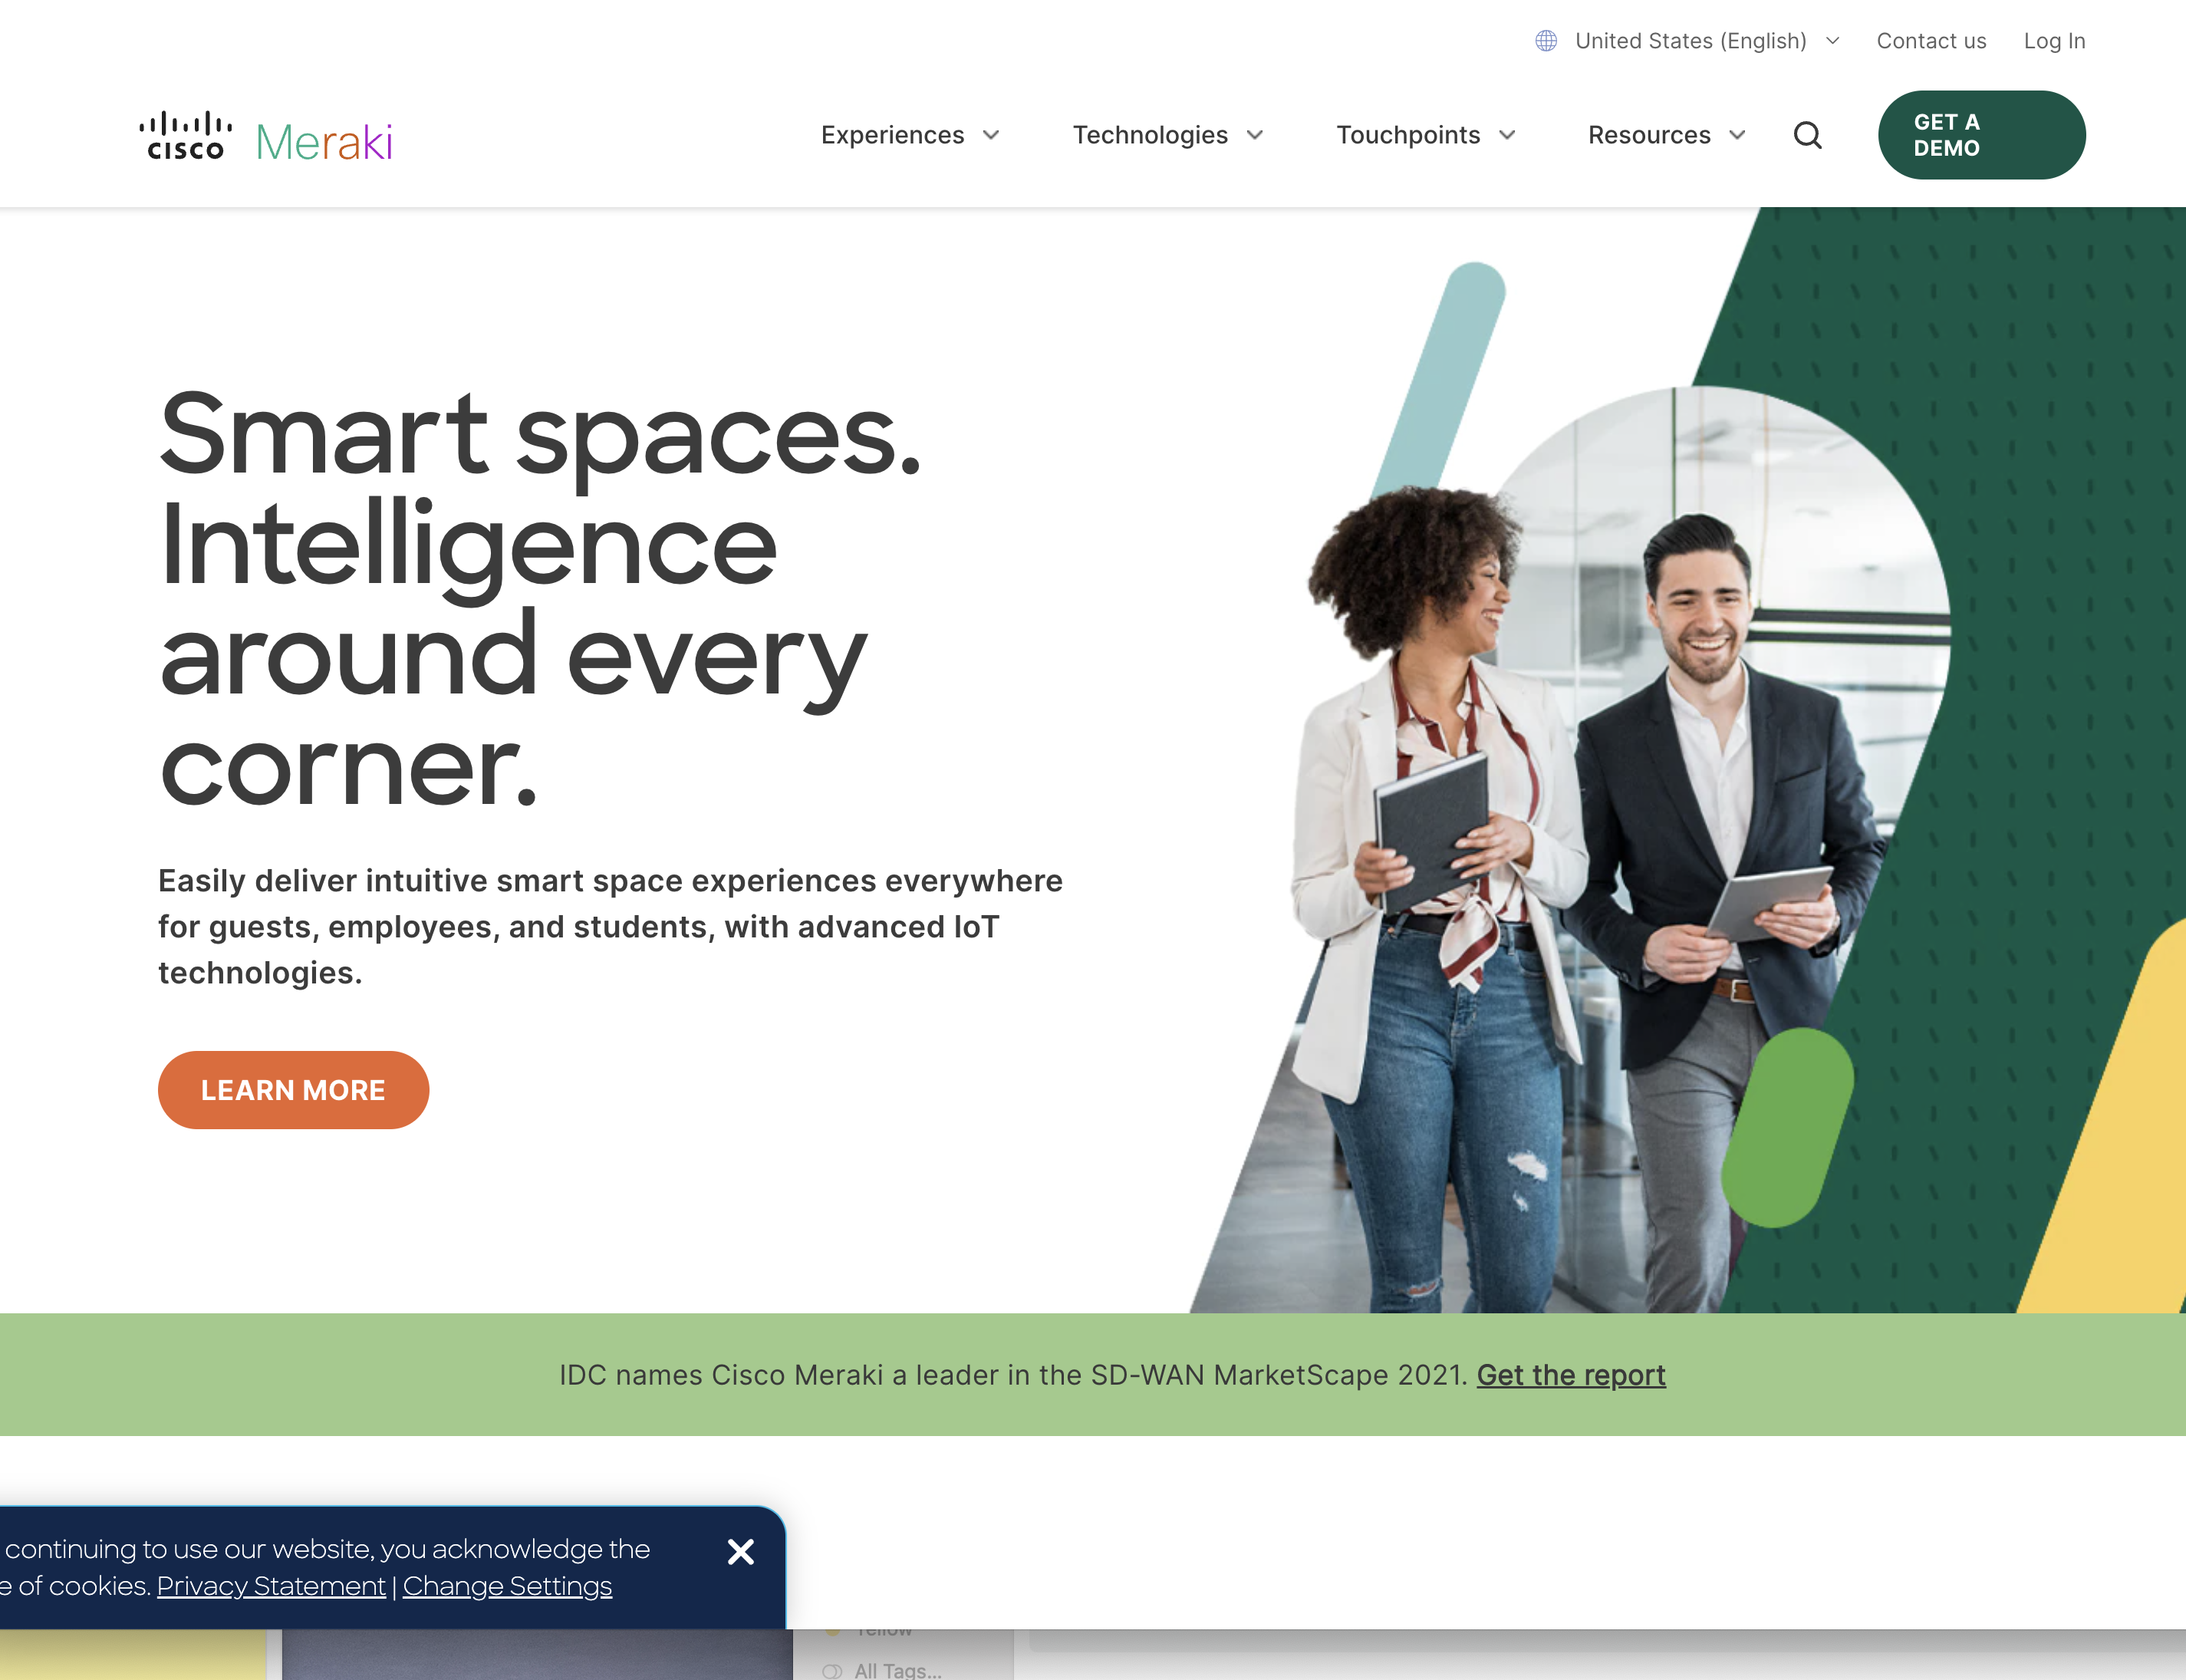 United States (English)
Contact us
Log In
CISCO Meraki
Experiences
Technologies
Touchpoints
Resources
GET A
DEMO
Smart spaces.
Intelligence
around every
corner.
Easily deliver intuitive smart space experiences everywhere
for guests, employees, and students, with advanced IoT
technologies.
LEARN MORE
IDC names Cisco Meraki a leader in the SD-WAN MarketScape 2021. Get the report
continuing to use our website, you acknowledge the
of cookies. Privacy Statement | Change Settings
Yellow
All Tags...